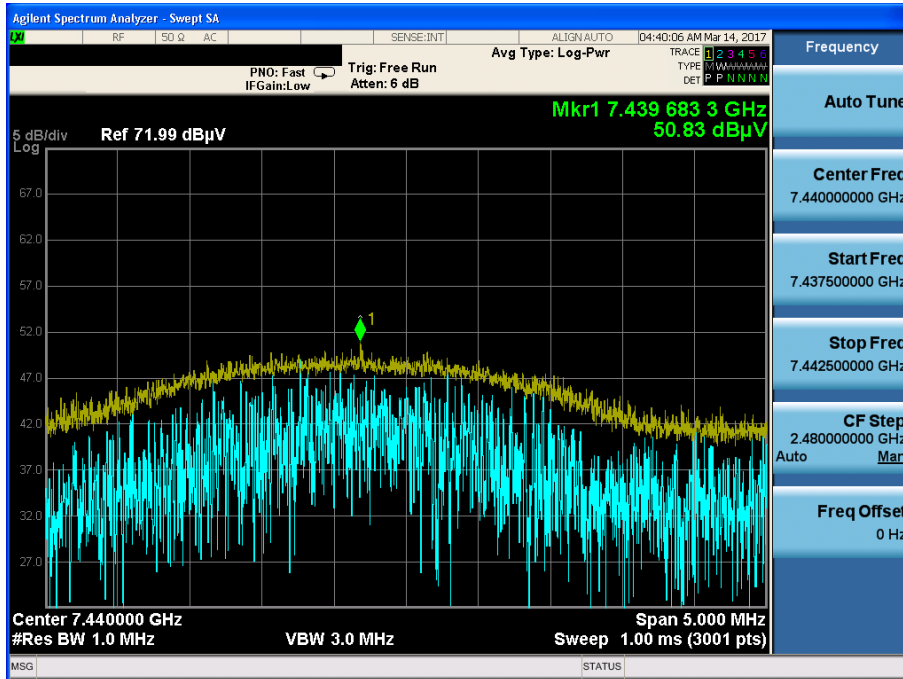 Agilent Spectrum Analyzer - Swept SA
LXI RF 50 Ω AC SENSE:INT ALIGN AUTO 04:40:06 AM Mar 14, 2017
Avg Type: Log-Pwr
TRACE 1 2 3 4 5 6
PNO: Fast Trig: Free Run
TYPE M WWWWW
IFGain:Low Atten: 6 dB
DET P P N N N N
Mkr1 7.439 683 3 GHz
50.83 dBµV
5 dB/div Ref 71.99 dBµV
Log
67.0
62.0
57.0
52.0
47.0
42.0
37.0
32.0
27.0
1
Center 7.440000 GHz Span 5.000 MHz
#Res BW 1.0 MHz VBW 3.0 MHz Sweep 1.00 ms (3001 pts)
MSG STATUS
Frequency
Auto Tune
Center Freq
7.440000000 GHz
Start Freq
7.437500000 GHz
Stop Freq
7.442500000 GHz
CF Step
2.480000000 GHz
Auto Man
Freq Offset
0 Hz